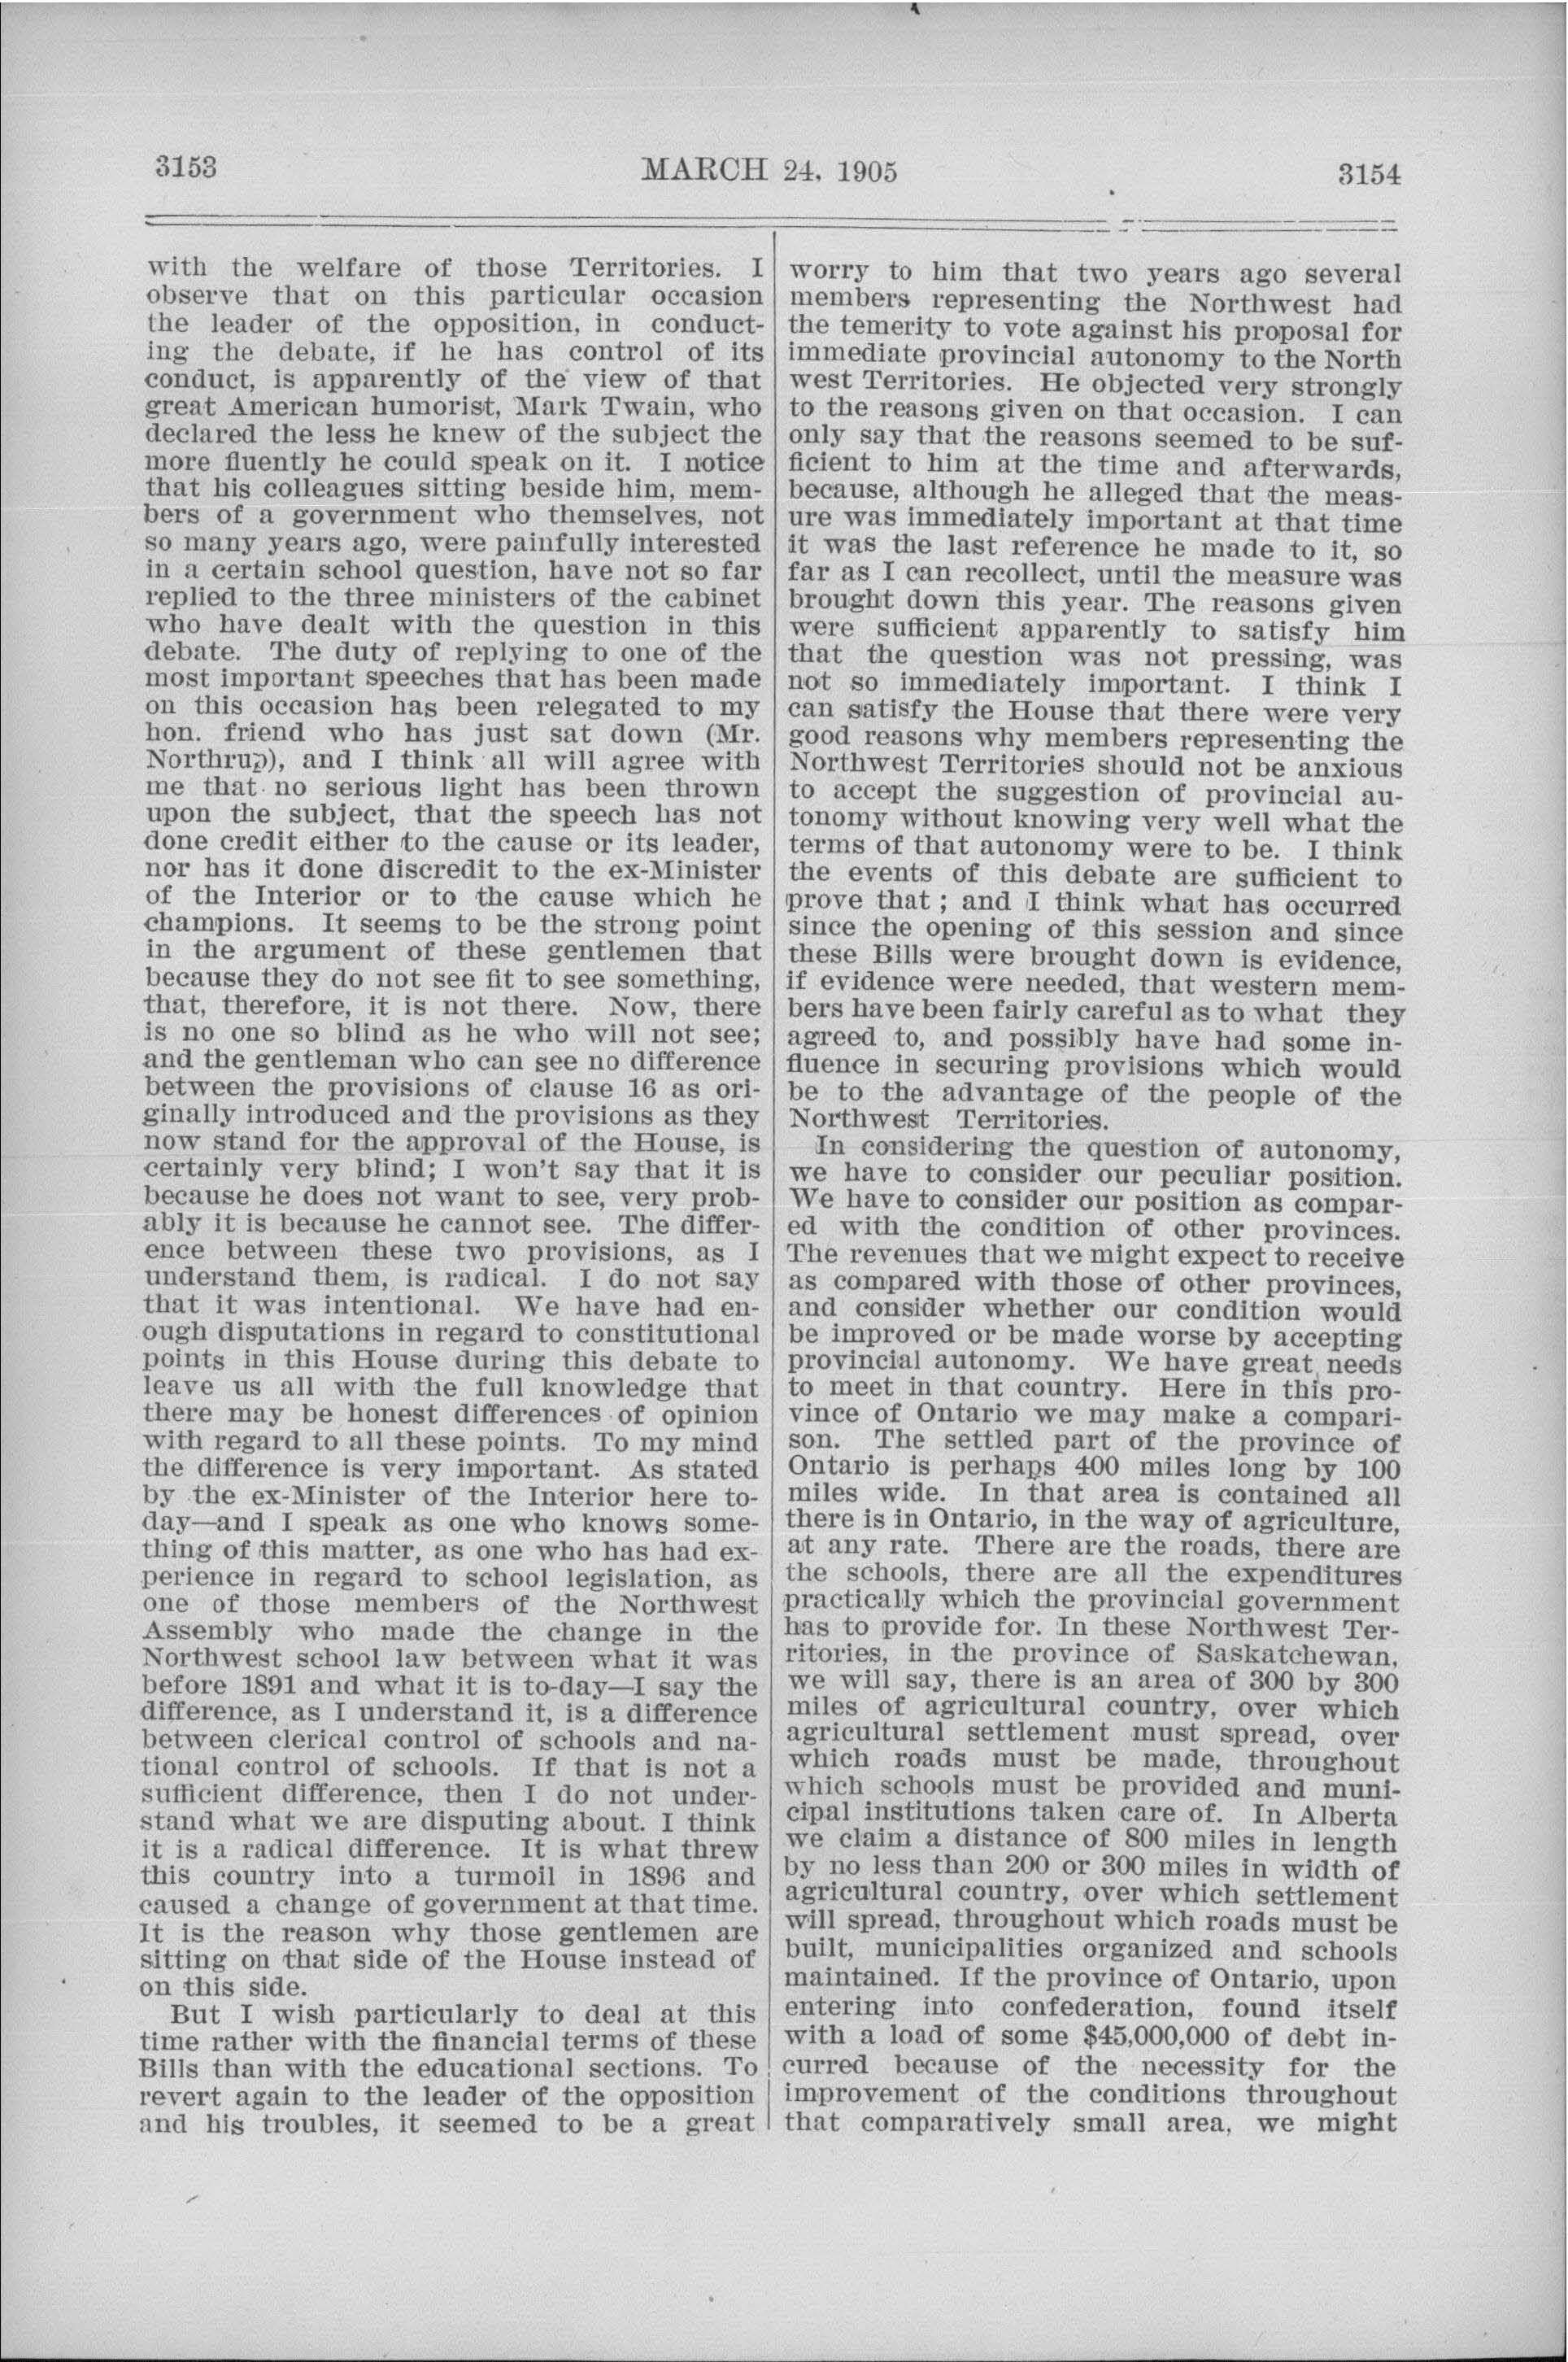 3153
MARCH 24, 1905
3154
with the welfare of those Territories. I
observe that on this particular occasion
the leader of the opposition, in conduct-
ing the debate, if he has control of its
conduct, is apparently of the view of that
great American humorist, Mark Twain, who
declared the less he knew of the subject the
more fluently he could speak on it. I notice
that his colleagues sitting beside him, mem-
bers of a government who themselves, not
so many years ago, were painfully interested
in a certain school question, have not so far
replied to the three ministers of the cabinet
who have dealt with the question in this
debate. The duty of replying to one of the
most important speeches that has been made
on this occasion has been relegated to my
hon. friend who has just sat down (Mr.
Northrup), and I think all will agree with
me that no serious light has been thrown
upon the subject, that the speech has not
done credit either to the cause or its leader,
nor has it done discredit to the ex-Minister
of the Interior or to the cause which he
champions. It seems to be the strong point
in the argument of these gentlemen that
because they do not see fit to see something,
that, therefore, it is not there. Now, there
is no one so blind as he who will not see;
and the gentleman who can see no difference
between the provisions of clause 16 as ori-
ginally introduced and the provisions as they
now stand for the approval of the House, is
certainly very blind; I won't say that it is
because he does not want to see, very prob-
ably it is because he cannot see. The differ-
ence between these two provisions, as I
understand them, is radical. I do not say
that it was intentional. We have had en-
ough disputations in regard to constitutional
points in this House during this debate to
leave us all with the full knowledge that
there may be honest differences of opinion
with regard to all these points. To my mind
the difference is very important. As stated
by the ex-Minister of the Interior here to-
day—and I speak as one who knows some-
thing of this matter, as one who has had ex-
perience in regard to school legislation, as
one of those members of the Northwest
Assembly who made the change in the
Northwest school law between what it was
before 1891 and what it is to-day—I say the
difference, as I understand it, is a difference
between clerical control of schools and na-
tional control of schools. If that is not a
sufficient difference, then I do not under-
stand what we are disputing about. I think
it is a radical difference. It is what threw
this country into a turmoil in 1896 and
caused a change of government at that time.
It is the reason why those gentlemen are
sitting on that side of the House instead of
on this side.
But I wish particularly to deal at this
time rather with the financial terms of these
Bills than with the educational sections. To
revert again to the leader of the opposition
and his troubles, it seemed to be a great
worry to him that two years ago several
members representing the Northwest had
the temerity to vote against his proposal for
immediate provincial autonomy to the North
west Territories. He objected very strongly
to the reasons given on that occasion. I can
only say that the reasons seemed to be suf-
ficient to him at the time and afterwards,
because, although he alleged that the meas-
ure was immediately important at that time
it was the last reference he made to it, so
far as I can recollect, until the measure was
brought down this year. The reasons given
were sufficient apparently to satisfy him
that the question was not pressing, was
not so immediately important. I think I
can satisfy the House that there were very
good reasons why members representing the
Northwest Territories should not be anxious
to accept the suggestion of provincial au-
tonomy without knowing very well what the
terms of that autonomy were to be. I think
the events of this debate are sufficient to
prove that ; and I think what has occurred
since the opening of this session and since
these Bills were brought down is evidence,
if evidence were needed, that western mem-
bers have been fairly careful as to what they
agreed to, and possibly have had some in-
fluence in securing provisions which would
be to the advantage of the people of the
Northwest Territories.
In considering the question of autonomy,
we have to consider our peculiar position.
We have to consider our position as compar-
ed with the condition of other provinces.
The revenues that we might expect to receive
as compared with those of other provinces,
and consider whether our condition would
be improved or be made worse by accepting
provincial autonomy. We have great needs
to meet in that country. Here in this pro-
vince of Ontario we may make a compari-
son. The settled part of the province of
Ontario is perhaps 400 miles long by 100
miles wide. In that area is contained all
there is in Ontario, in the way of agriculture,
at any rate. There are the roads, there are
the schools, there are all the expenditures
practically which the provincial government
has to provide for. In these Northwest Ter-
ritories, in the province of Saskatchewan,
we will say, there is an area of 300 by 300
miles of agricultural country, over which
agricultural settlement must spread, over
which roads must be made, throughout
which schools must be provided and muni-
cipal institutions taken care of. In Alberta
we claim a distance of 800 miles in length
by no less than 200 or 300 miles in width of
agricultural country, over which settlement
will spread, throughout which roads must be
built, municipalities organized and schools
maintained. If the province of Ontario, upon
entering into confederation, found itself
with a load of some $45,000,000 of debt in-
curred because of the necessity for the
improvement of the conditions throughout
that comparatively small area, we might